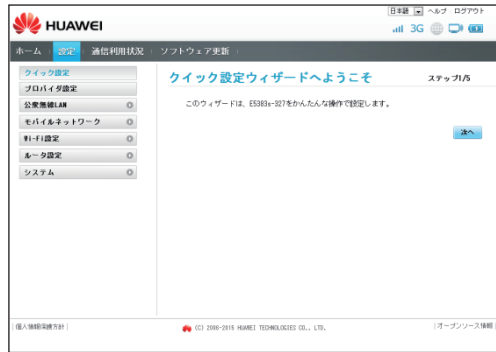 日本語 ヘルプ ログアウト
HUAWEI
3G
ホーム 設定 通信利用状況 ソフトウェア更新
クイック設定
プロバイダ設定
公衆無線LAN
モバイルネットワーク
Wi-Fi設定
ルータ設定
システム
クイック設定ウィザードへようこそ ステップ1/5
このウィザードは、E5383s-327をかんたんな操作で設定します。
次へ
個人情報保護方針
(C) 2006-2015 HUAWEI TECHNOLOGIES CO., LTD.
オープンソース情報